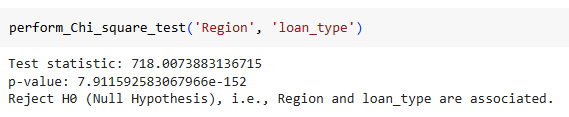 perform_Chi_square_test('Region', 'loan_type')
Test statistic: 718.0073883136715
p-value: 7.911592583067966e-152
Reject H0 (Null Hypothesis), i.e., Region and loan_type are associated.